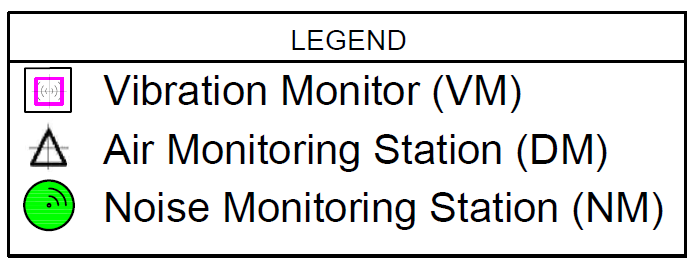 LEGEND
Vibration Monitor (VM)
Air Monitoring Station (DM)
Noise Monitoring Station (NM)